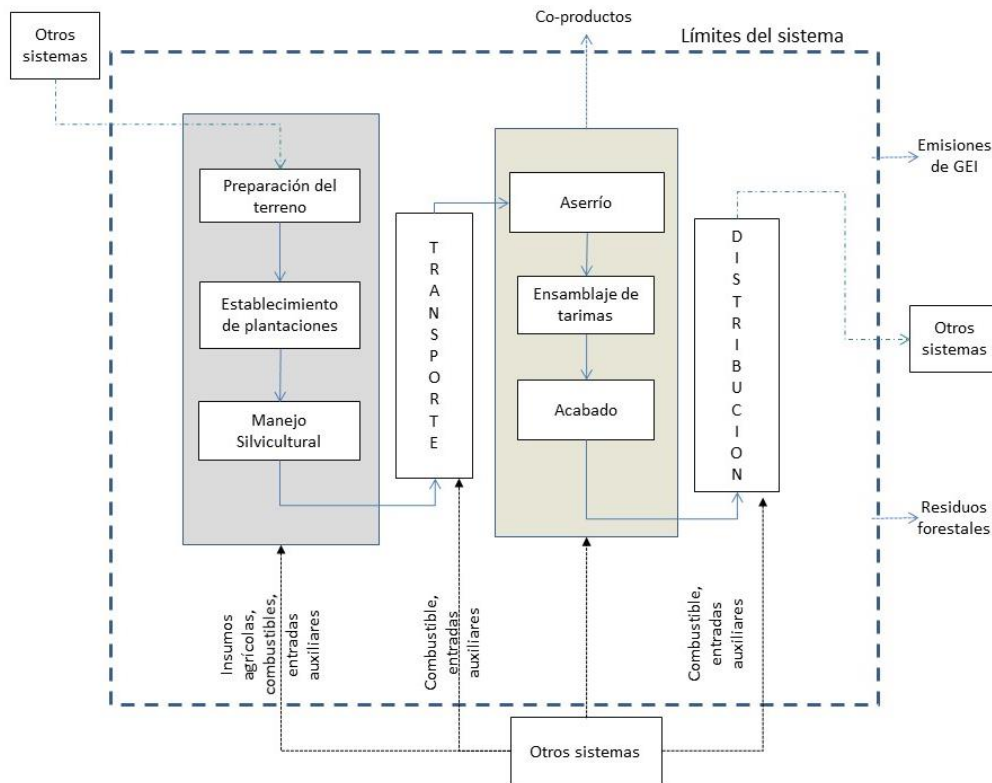 Co-productos
Otros
sistemas
Límites del sistema
Emisiones
de GEI
Preparación del
terreno
Establecimiento
de plantaciones
Manejo
Silvicultural
TRANSPORTE
Aserrío
Ensamblaje de
tarimas
Acabado
DISTRIBUCION
Otros
sistemas
Residuos
forestales
Insumos
agrícolas,
combustibles,
entradas
auxiliares
Combustible,
entradas
auxiliares
Combustible,
entradas
auxiliares
Otros sistemas